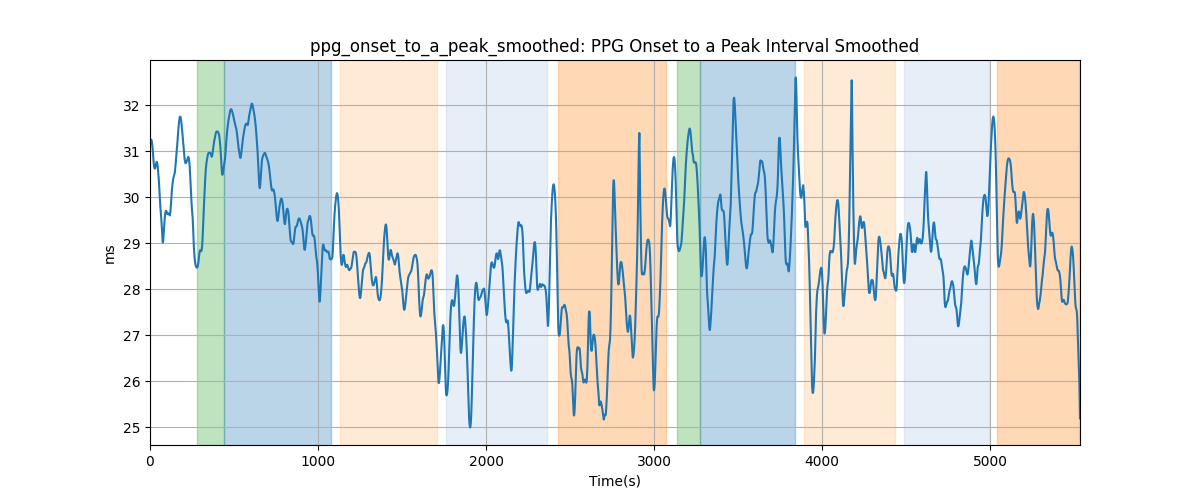 ppg_onset_to_a_peak_smoothed: PPG Onset to a Peak Interval Smoothed
32
31
30
29
28
27
26
25
ms
0 1000 2000 3000 4000 5000
Time(s)